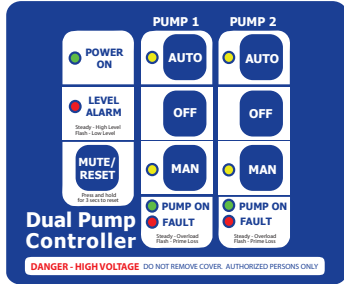 PUMP 1
PUMP 2
POWER
ON
AUTO
AUTO
LEVEL
ALARM
Steady - High Level
Flash - Low Level
OFF
OFF
MUTE/
RESET
Press and hold
for 3 secs to reset
MAN
MAN
PUMP ON
FAULT
Steady - Overload
Flash - Prime Loss
PUMP ON
FAULT
Steady - Overload
Flash - Prime Loss
Dual Pump
Controller
DANGER - HIGH VOLTAGE DO NOT REMOVE COVER. AUTHORIZED PERSONS ONLY